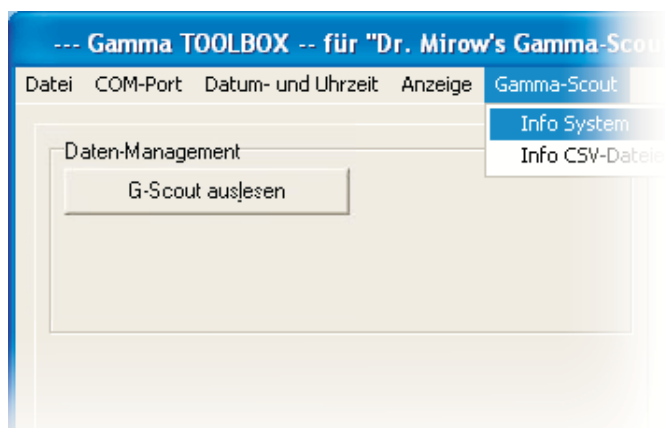 --- Gamma TOOLBOX -- für "Dr. Mirow's Gamma-Scou
Datei COM-Port Datum- und Uhrzeit Anzeige Gamma-Scout
Info System
Info CSV-Dateie
Daten-Management
G-Scout auslesen